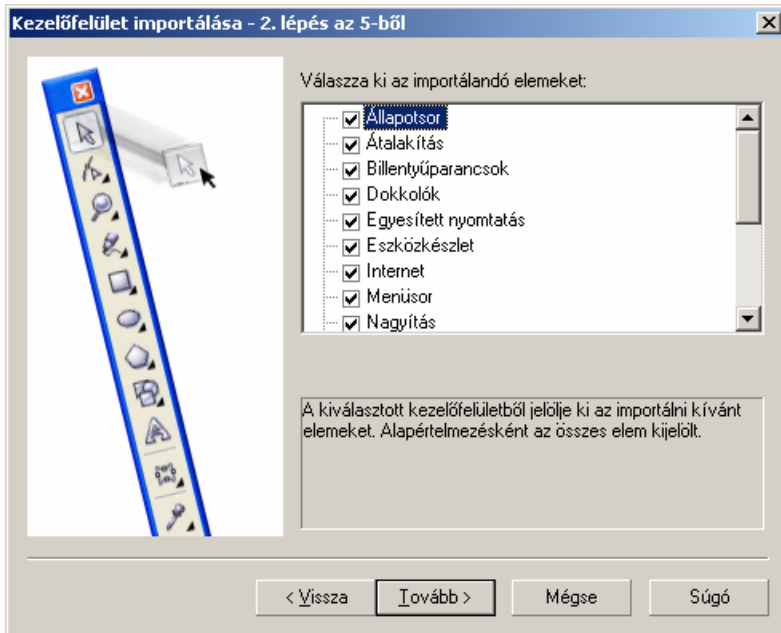 Kezelőfelület importálása - 2. lépés az 5-ből
Válaszza ki az importálandó elemeket:
Állapotsor
Átalakítás
Billentyűparancsok
Dokkolók
Egyesített nyomtatás
Eszközkészlet
Internet
Menüsor
Nagyítás
A kiválasztott kezelőfelületből jelölje ki az importálni kívánt
elemeket. Alapértelmezésként az összes elem kijelölt.
< Vissza
Tovább >
Mégse
Súgó